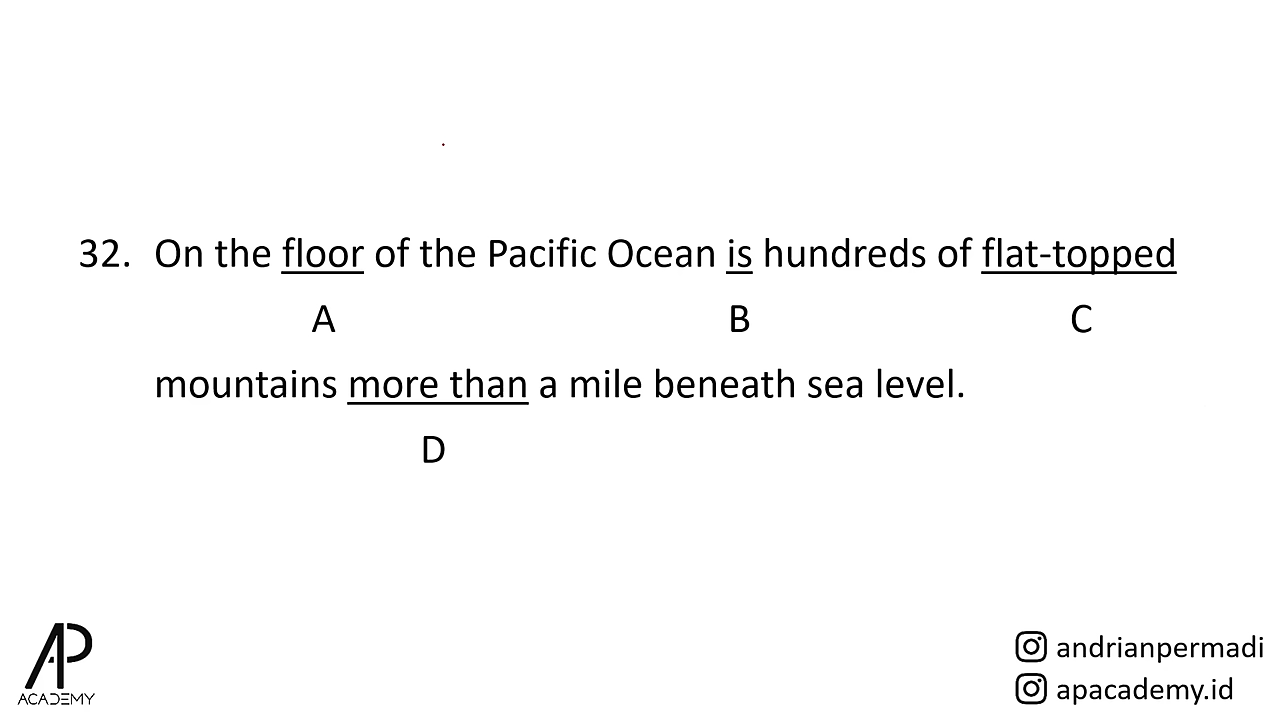 32. On the floor of the Pacific Ocean is hundreds of flat-topped
A B C
mountains more than a mile beneath sea level.
D
AP
ACADEMY
andrianpermadi
apacademy.id